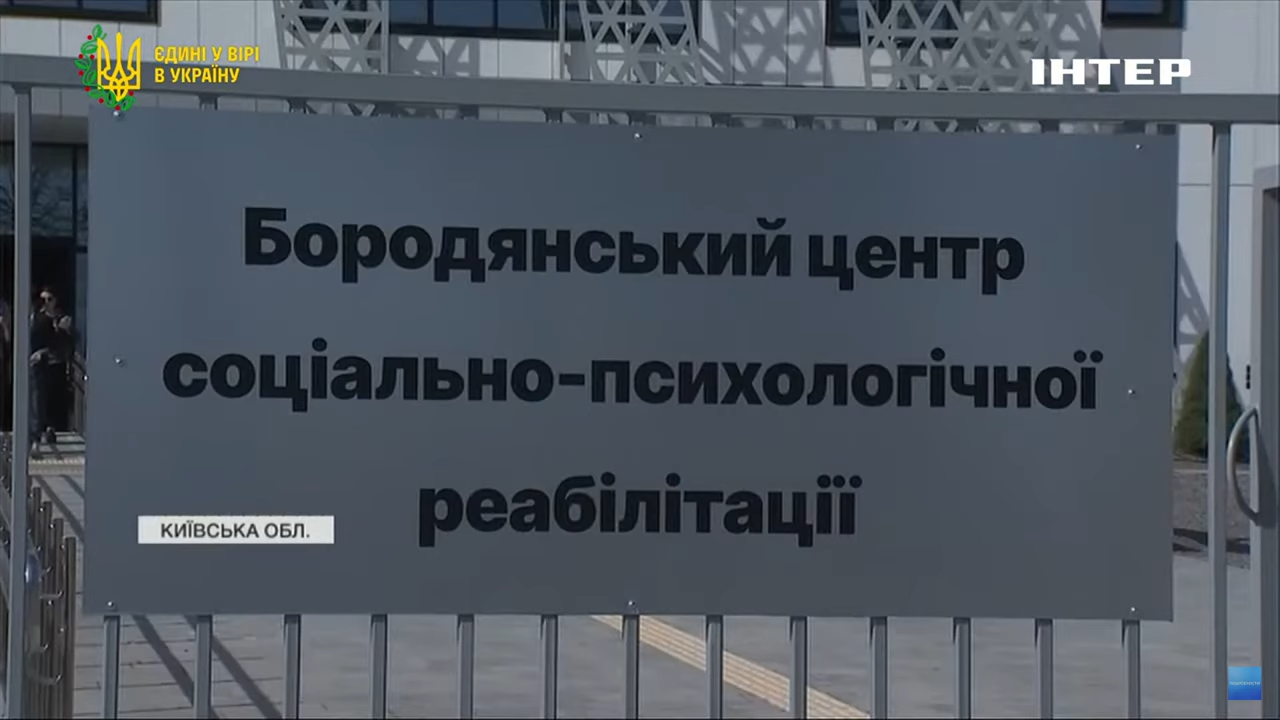 ЄДИНІ У ВІРІ
В УКРАЇНУ
ІНТЕР
Бородянський центр
соціально-психологічної
реабілітації
КИЇВСЬКА ОБЛ.